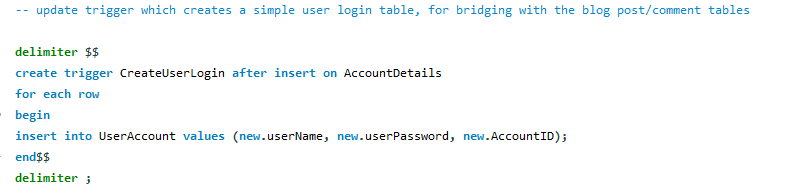 -- update trigger which creates a simple user login table, for bridging with the blog post/comment tables
delimiter $$
create trigger CreateUserLogin after insert on AccountDetails
for each row
begin
insert into UserAccount values (new.userName, new.userPassword, new.AccountID);
end$$
delimiter ;